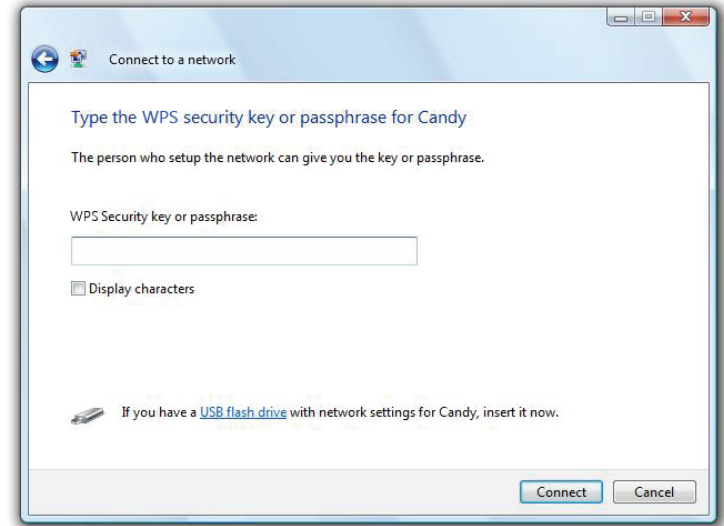 Connect to a network
Type the WPS security key or passphrase for Candy
The person who setup the network can give you the key or passphrase.
WPS Security key or passphrase:
Display characters
If you have a USB flash drive with network settings for Candy, insert it now.
Connect Cancel